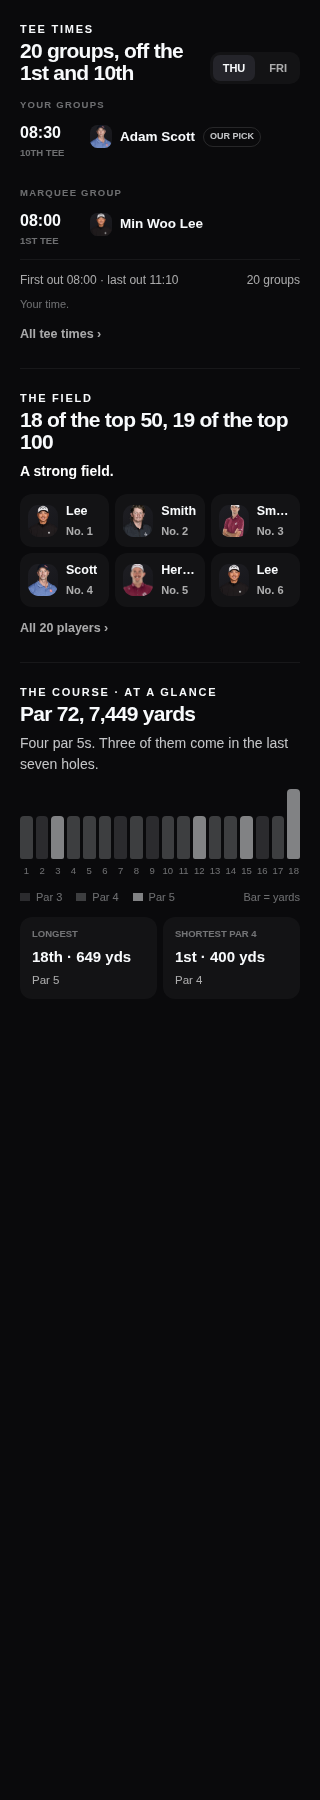 TEE TIMES
20 groups, off the
1st and 10th
THU FRI
YOUR GROUPS
08:30 Adam Scott OUR PICK
10TH TEE
MARQUEE GROUP
08:00 Min Woo Lee
1ST TEE
First out 08:00 · last out 11:10 20 groups
Your time.
All tee times ›
THE FIELD
18 of the top 50, 19 of the top
100
A strong field.
Lee Smith Sm…
No. 1 No. 2 No. 3
Scott Her… Lee
No. 4 No. 5 No. 6
All 20 players ›
THE COURSE · AT A GLANCE
Par 72, 7,449 yards
Four par 5s. Three of them come in the last
seven holes.
1 2 3 4 5 6 7 8 9 10 11 12 13 14 15 16 17 18
Par 3 Par 4 Par 5 Bar = yards
LONGEST SHORTEST PAR 4
18th · 649 yds 1st · 400 yds
Par 5 Par 4